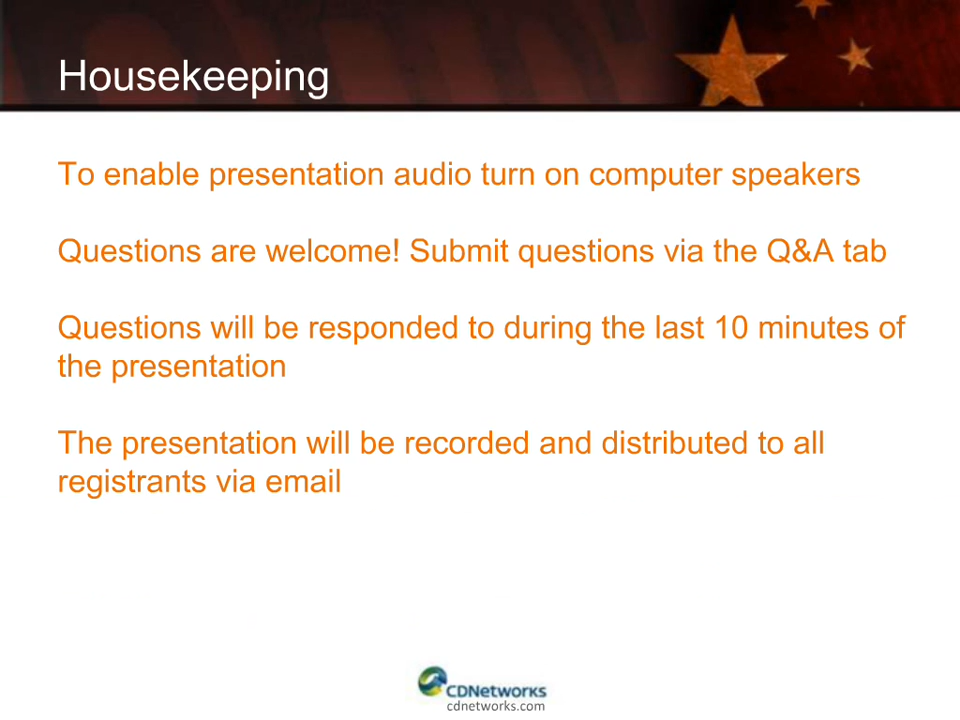 Housekeeping
To enable presentation audio turn on computer speakers
Questions are welcome! Submit questions via the Q&A tab
Questions will be responded to during the last 10 minutes of
the presentation
The presentation will be recorded and distributed to all
registrants via email
CDNetworks
cdnetworks.com